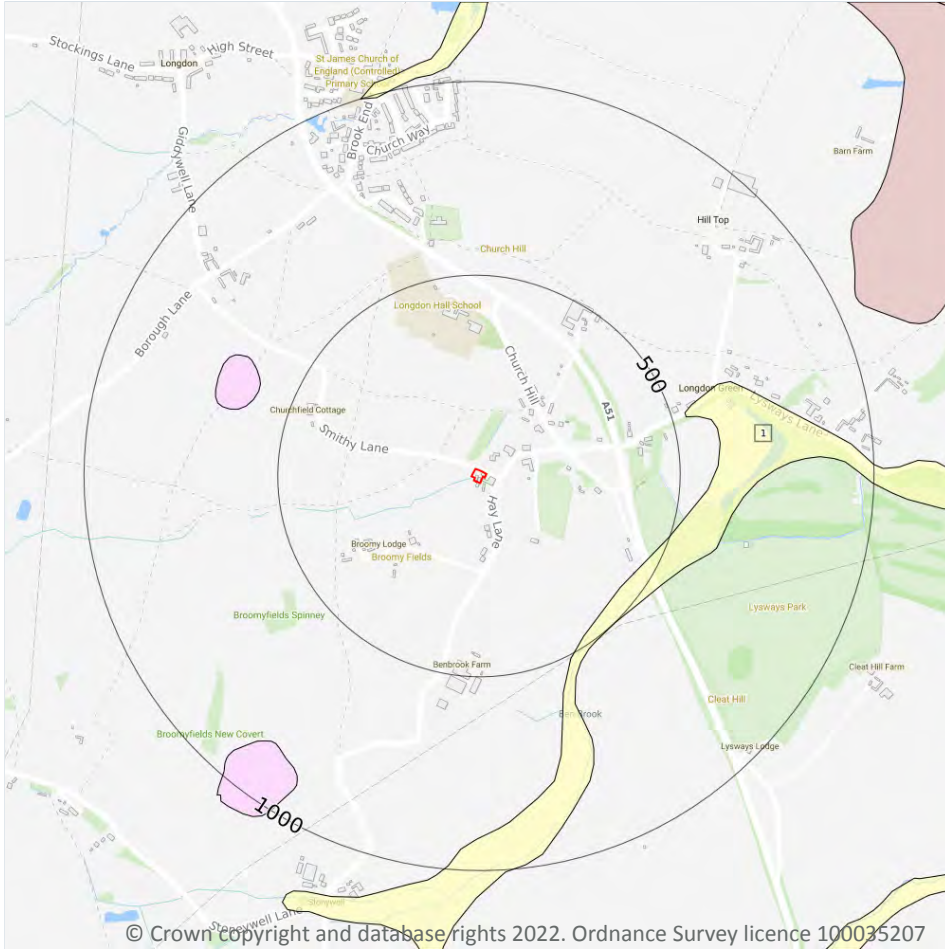 Stockings Lane
High Street
Longdon
St James Church of
England (Controlled)
Primary School
Brook End
Church Way
Giddywell Lane
Barn Farm
Hill Top
Church Hill
Borough Lane
Longdon Hall School
Church Hill
500
A51
Longdon Green
Lysways Lane
1
Churchfield Cottage
Smithy Lane
Hay Lane
Broomy Lodge
Broomy Fields
Broomyfields Spinney
Lysways Park
Benbrook Farm
Cleat Hill Farm
Cleat Hill
Ben Brook
Broomyfields New Covert
Lysways Lodge
1000
Stonywell
Stoneywell Lane
© Crown copyright and database rights 2022. Ordnance Survey licence 100035207